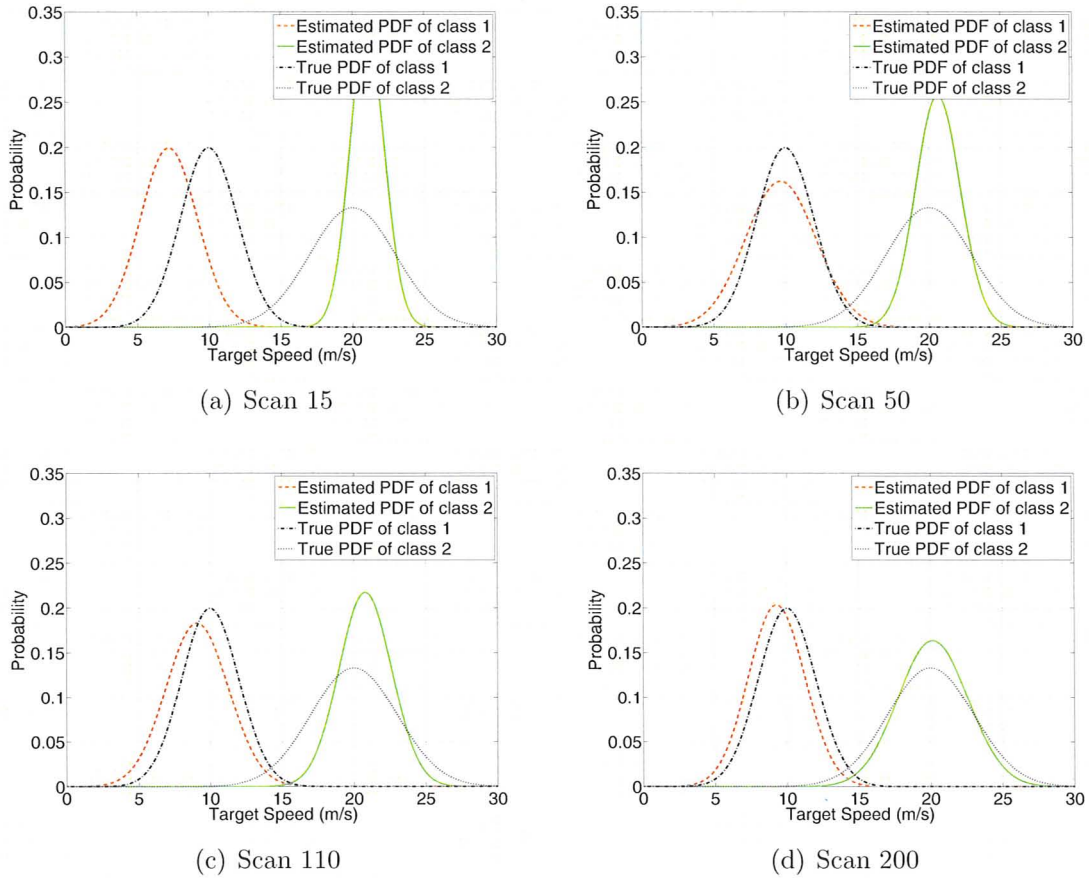 0.35
0.3
0.25
0.2
0.15
0.1
0.05
0
Probability
Estimated PDF of class 1
Estimated PDF of class 2
True PDF of class 1
True PDF of class 2
0 5 10 15 20 25 30
Target Speed (m/s)
(a) Scan 15
0.35
0.3
0.25
0.2
0.15
0.1
0.05
0
Probability
Estimated PDF of class 1
Estimated PDF of class 2
True PDF of class 1
True PDF of class 2
0 5 10 15 20 25 30
Target Speed (m/s)
(b) Scan 50
0.35
0.3
0.25
0.2
0.15
0.1
0.05
0
Probability
Estimated PDF of class 1
Estimated PDF of class 2
True PDF of class 1
True PDF of class 2
0 5 10 15 20 25 30
Target Speed (m/s)
(c) Scan 110
0.35
0.3
0.25
0.2
0.15
0.1
0.05
0
Probability
Estimated PDF of class 1
Estimated PDF of class 2
True PDF of class 1
True PDF of class 2
0 5 10 15 20 25 30
Target Speed (m/s)
(d) Scan 200